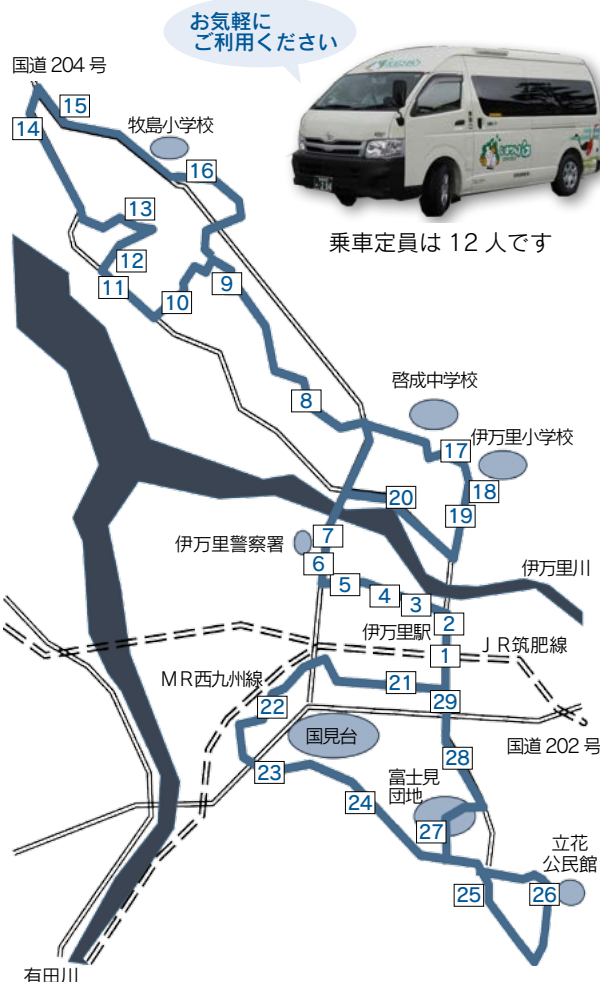 お気軽に
ご利用ください
国道 204 号
15
牧島小学校
14
16
乗車定員は 12 人です
13
12
11
10
9
啓成中学校
8
伊万里小学校
17
18
20
19
7
伊万里警察署
6
伊万里川
5
4
3
2
伊万里駅
1
ＪＲ筑肥線
ＭＲ西九州線
21
29
22
国見台
国道 202 号
28
23
富士見
団地
24
27
立花
公民館
25
26
有田川